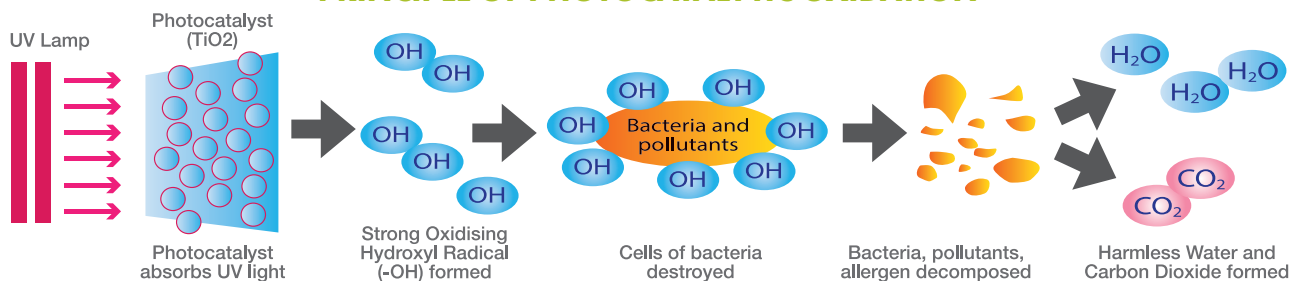 UV Lamp
Photocatalyst
(TiO2)
Photocatalyst
absorbs UV light
OH
OH
OH
OH
OH
Strong Oxidising
Hydroxyl Radical
(-OH) formed
OH
OH
OH
OH
OH
OH
OH
Bacteria and
pollutants
Cells of bacteria
destroyed
Bacteria, pollutants,
allergen decomposed
H₂O
H₂O
H₂O
CO₂
CO₂
Harmless Water and
Carbon Dioxide formed